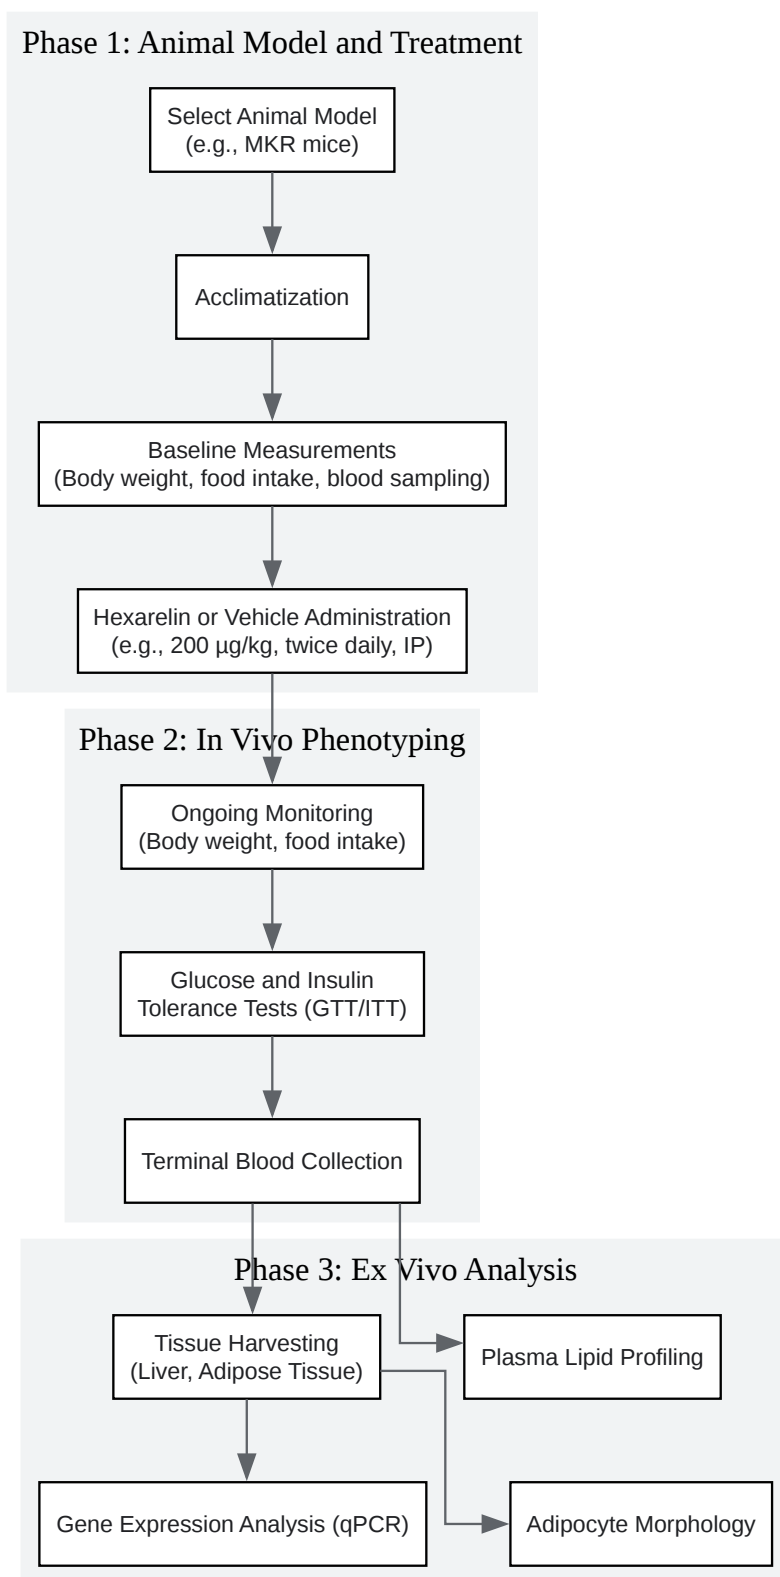 Phase 1: Animal Model and Treatment
Select Animal Model
(e.g., MKR mice)
Acclimatization
Baseline Measurements
(Body weight, food intake, blood sampling)
Hexarelin or Vehicle Administration
(e.g., 200 µg/kg, twice daily, IP)
Phase 2: In Vivo Phenotyping
Ongoing Monitoring
(Body weight, food intake)
Glucose and Insulin
Tolerance Tests (GTT/ITT)
Terminal Blood Collection
Phase 3: Ex Vivo Analysis
Tissue Harvesting
(Liver, Adipose Tissue)
Plasma Lipid Profiling
Gene Expression Analysis (qPCR)
Adipocyte Morphology